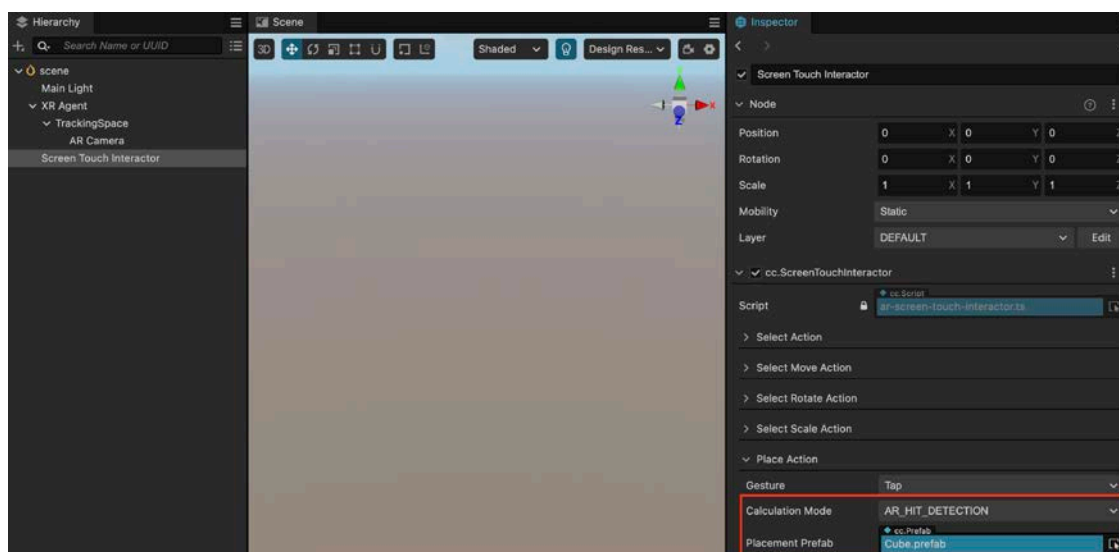 Hierarchy
Search Name or UUID
scene
Main Light
XR Agent
TrackingSpace
AR Camera
Screen Touch Interactor
Scene
3D
Shaded
Design Res...
X
Z
Inspector
Screen Touch Interactor
Node
Position 0 X 0 Y 0
Rotation 0 X 0 Y 0
Scale 1 X 1 Y 1
Mobility Static
Layer DEFAULT Edit
cc.ScreenTouchInteractor
cc.Script
Script ar-screen-touch-interactor.ts
Select Action
Select Move Action
Select Rotate Action
Select Scale Action
Place Action
Gesture Tap
Calculation Mode AR_HIT_DETECTION
cc.Prefab
Placement Prefab Cube.prefab